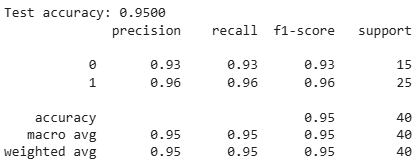 Test accuracy: 0.9500
precision recall f1-score support
0 0.93 0.93 0.93 15
1 0.96 0.96 0.96 25
accuracy 0.95 40
macro avg 0.95 0.95 0.95 40
weighted avg 0.95 0.95 0.95 40